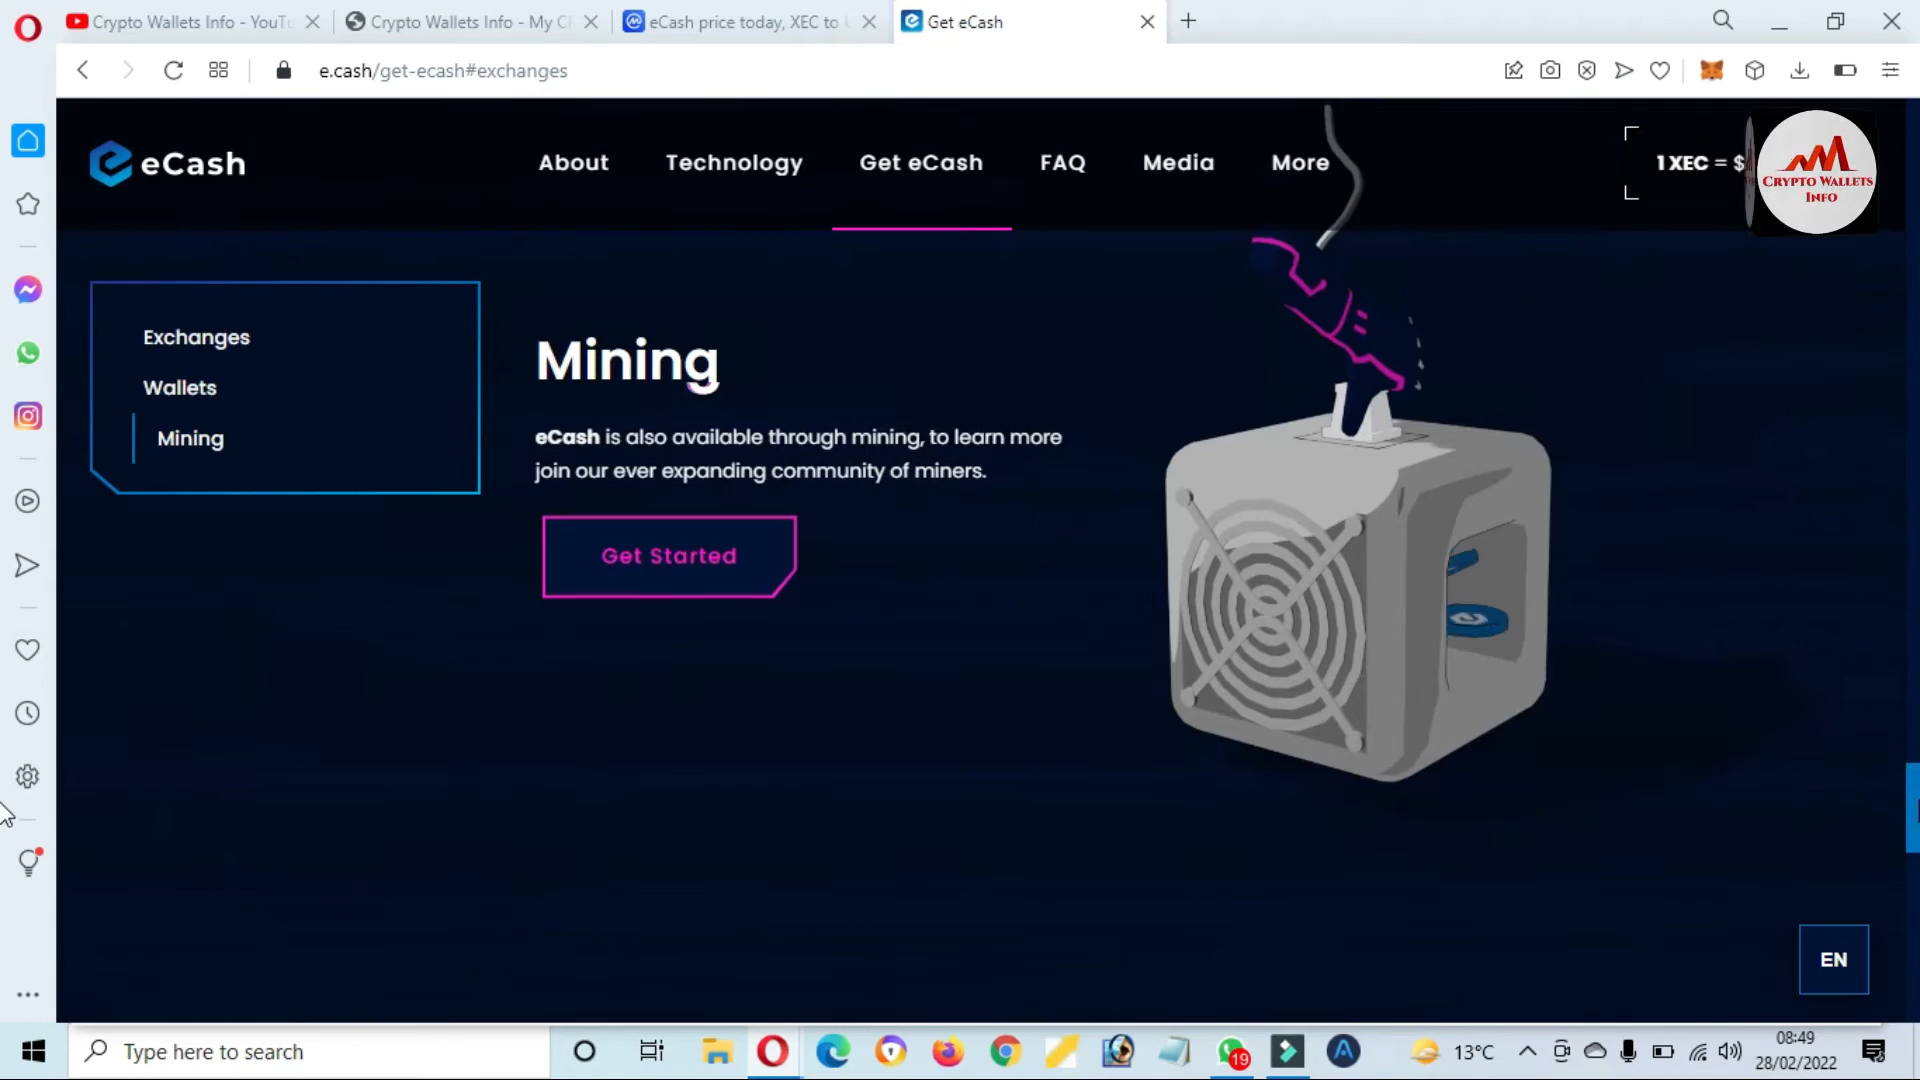 Crypto Wallets Info - YouTu
Crypto Wallets Info - My C
eCash price today, XEC to U
Get eCash
e.cash/get-ecash#exchanges
eCash
About
Technology
Get eCash
FAQ
Media
More
1 XEC = $
CRYPTO WALLETS
INFO
Exchanges
Wallets
Mining
Mining
eCash is also available through mining, to learn more
join our ever expanding community of miners.
Get Started
EN
Type here to search
19
13°C
08:49
28/02/2022